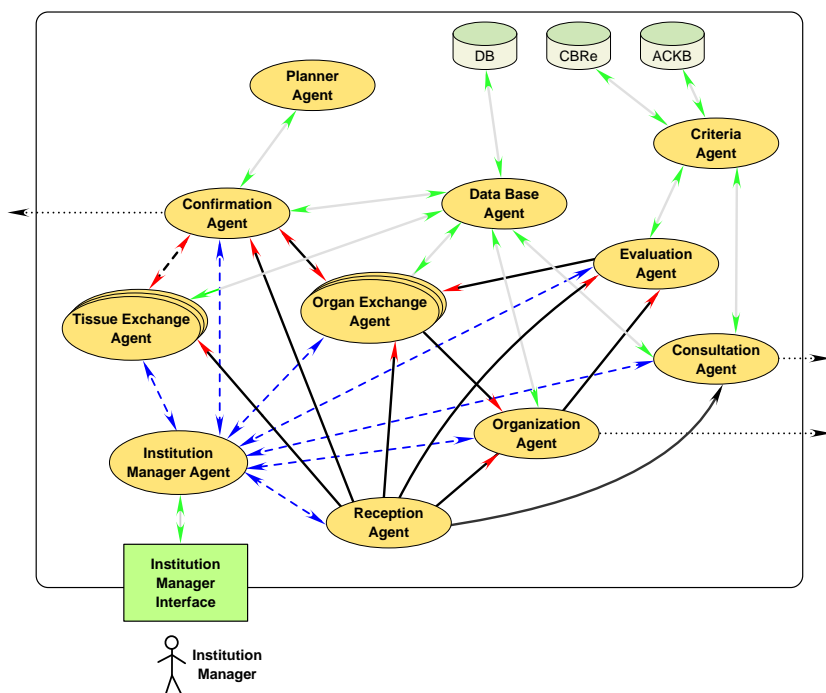 DB
CBRe
ACKB
Planner
Agent
Criteria
Agent
Confirmation
Agent
Data Base
Agent
Evaluation
Agent
Tissue Exchange
Agent
Organ Exchange
Agent
Consultation
Agent
Organization
Agent
Institution
Manager Agent
Reception
Agent
Institution
Manager
Interface
Institution
Manager